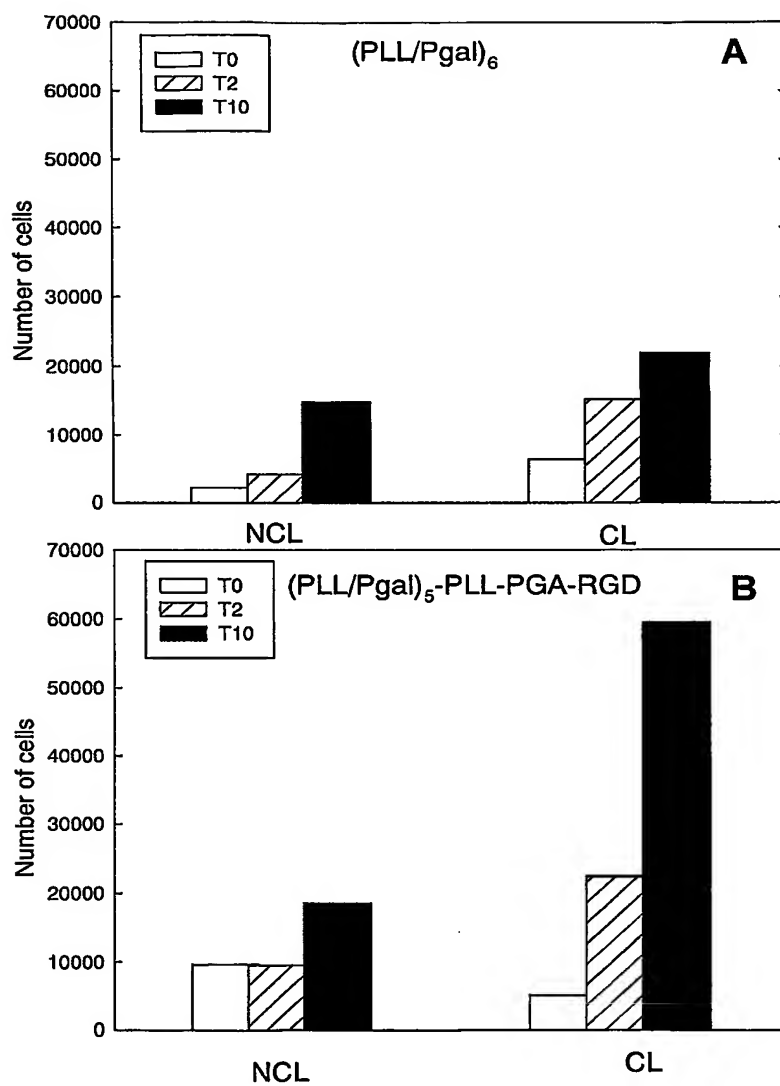 70000
60000
50000
40000
30000
20000
10000
0
Number of cells
T0
T2
T10
(PLL/Pgal)6
A
NCL
CL
70000
60000
50000
40000
30000
20000
10000
0
Number of cells
T0
T2
T10
(PLL/Pgal)5-PLL-PGA-RGD
B
NCL
CL